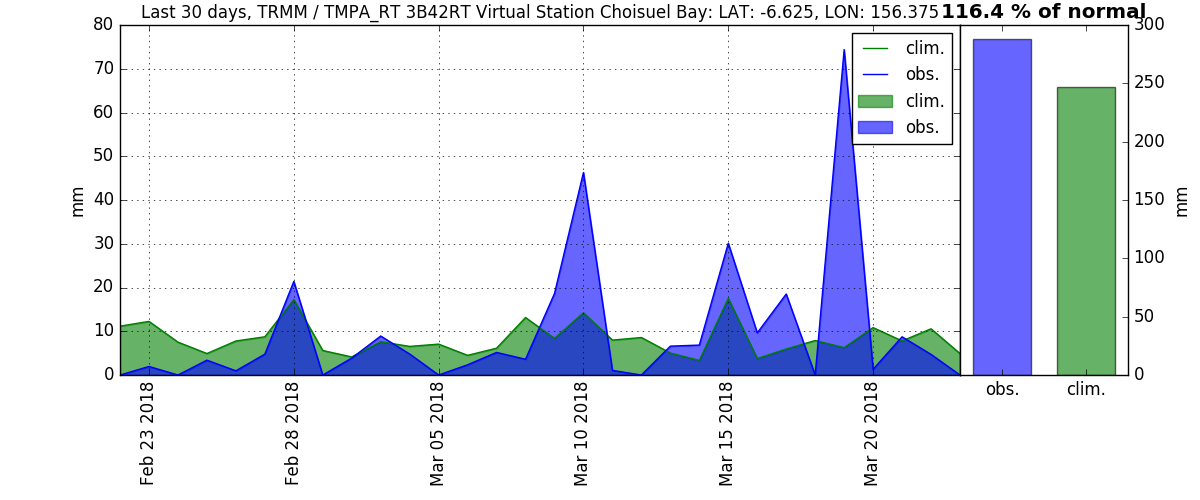 Last 30 days, TRMM / TMPA_RT 3B42RT Virtual Station Choisuel Bay: LAT: -6.625, LON: 156.375
116.4 % of normal
80
70
60
50
40
30
20
10
0
mm
clim.
obs.
clim.
obs.
300
250
200
150
100
50
0
mm
obs.
clim.
Feb 23 2018
Feb 28 2018
Mar 05 2018
Mar 10 2018
Mar 15 2018
Mar 20 2018